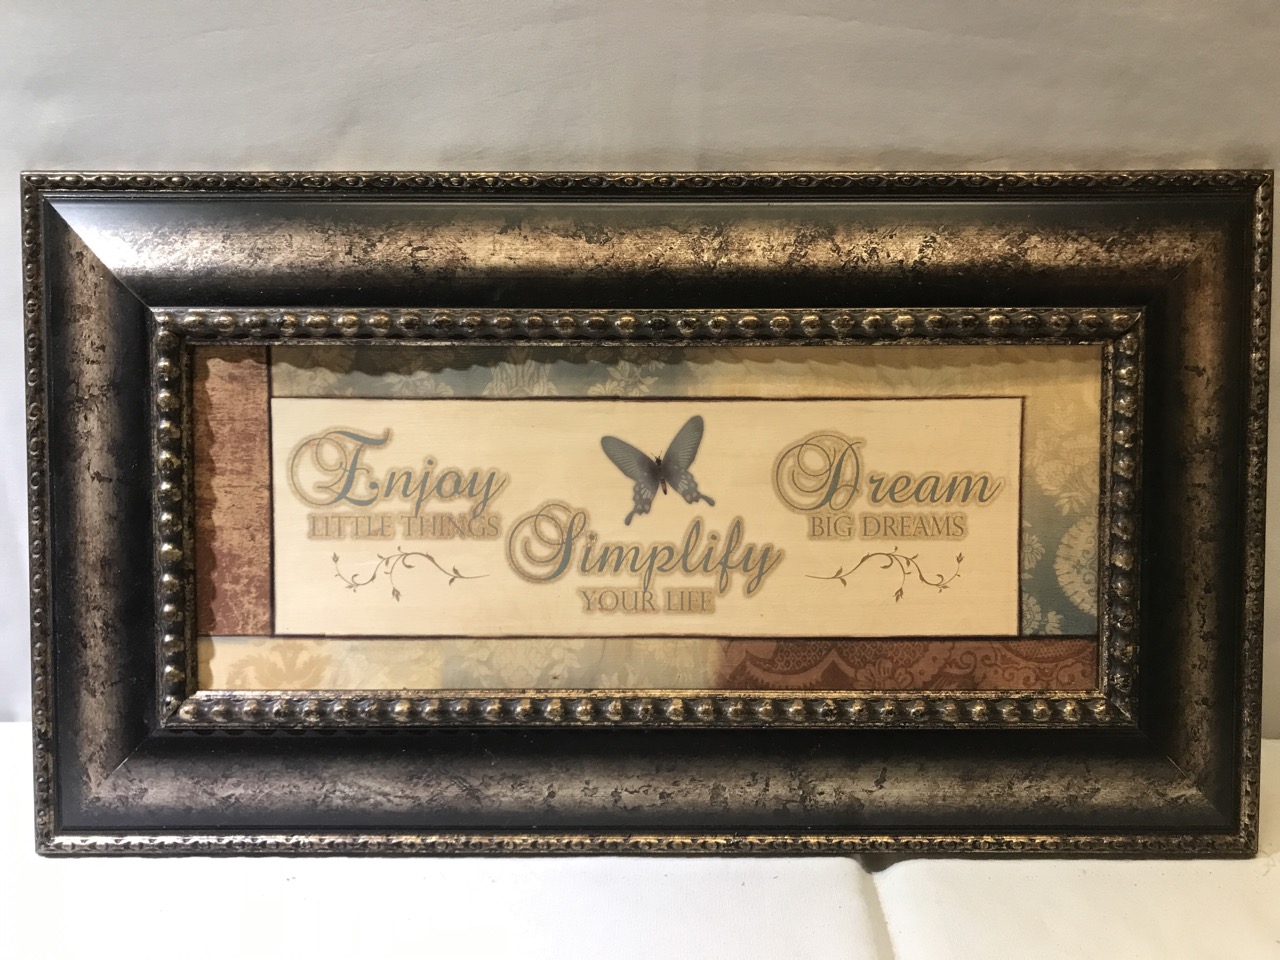 Enjoy
LITTLE THINGS
Simplify
YOUR LIFE
Dream
BIG DREAMS